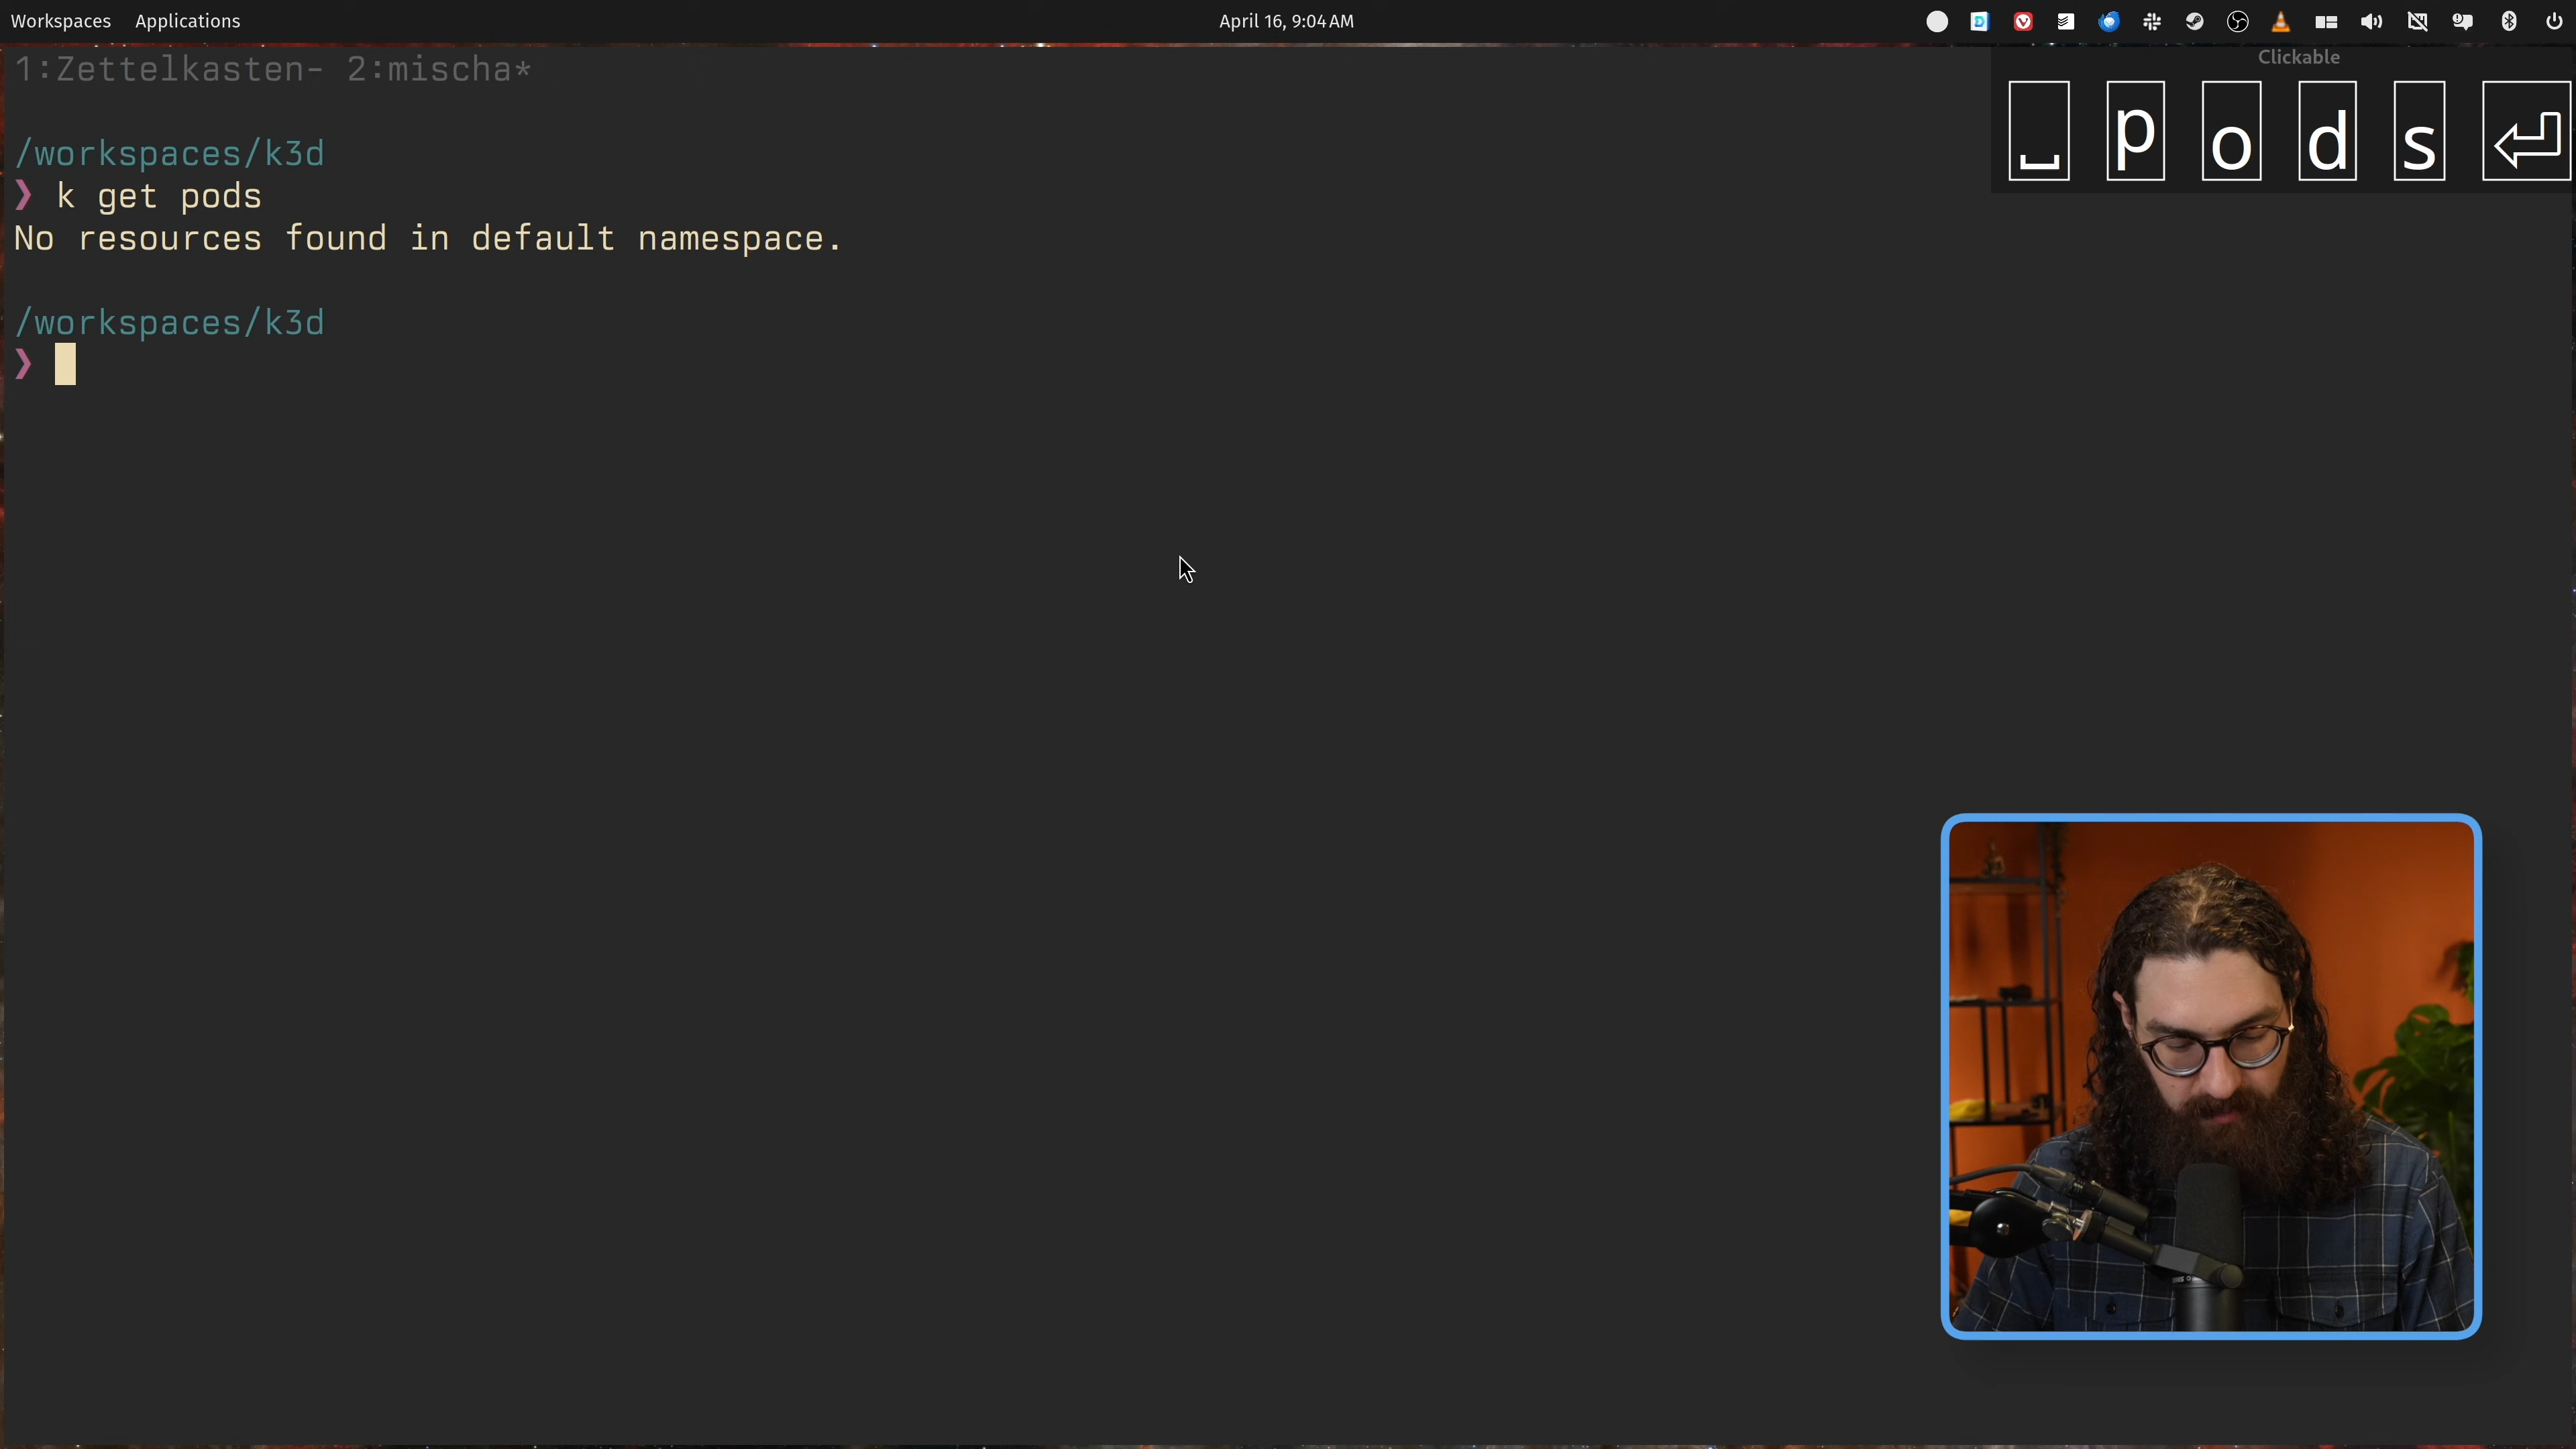 Workspaces Applications April 16, 9:04 AM
Clickable
p o d s
1:Zettelkasten- 2:mischa*
/workspaces/k3d
❯ k get pods
No resources found in default namespace.
/workspaces/k3d
❯